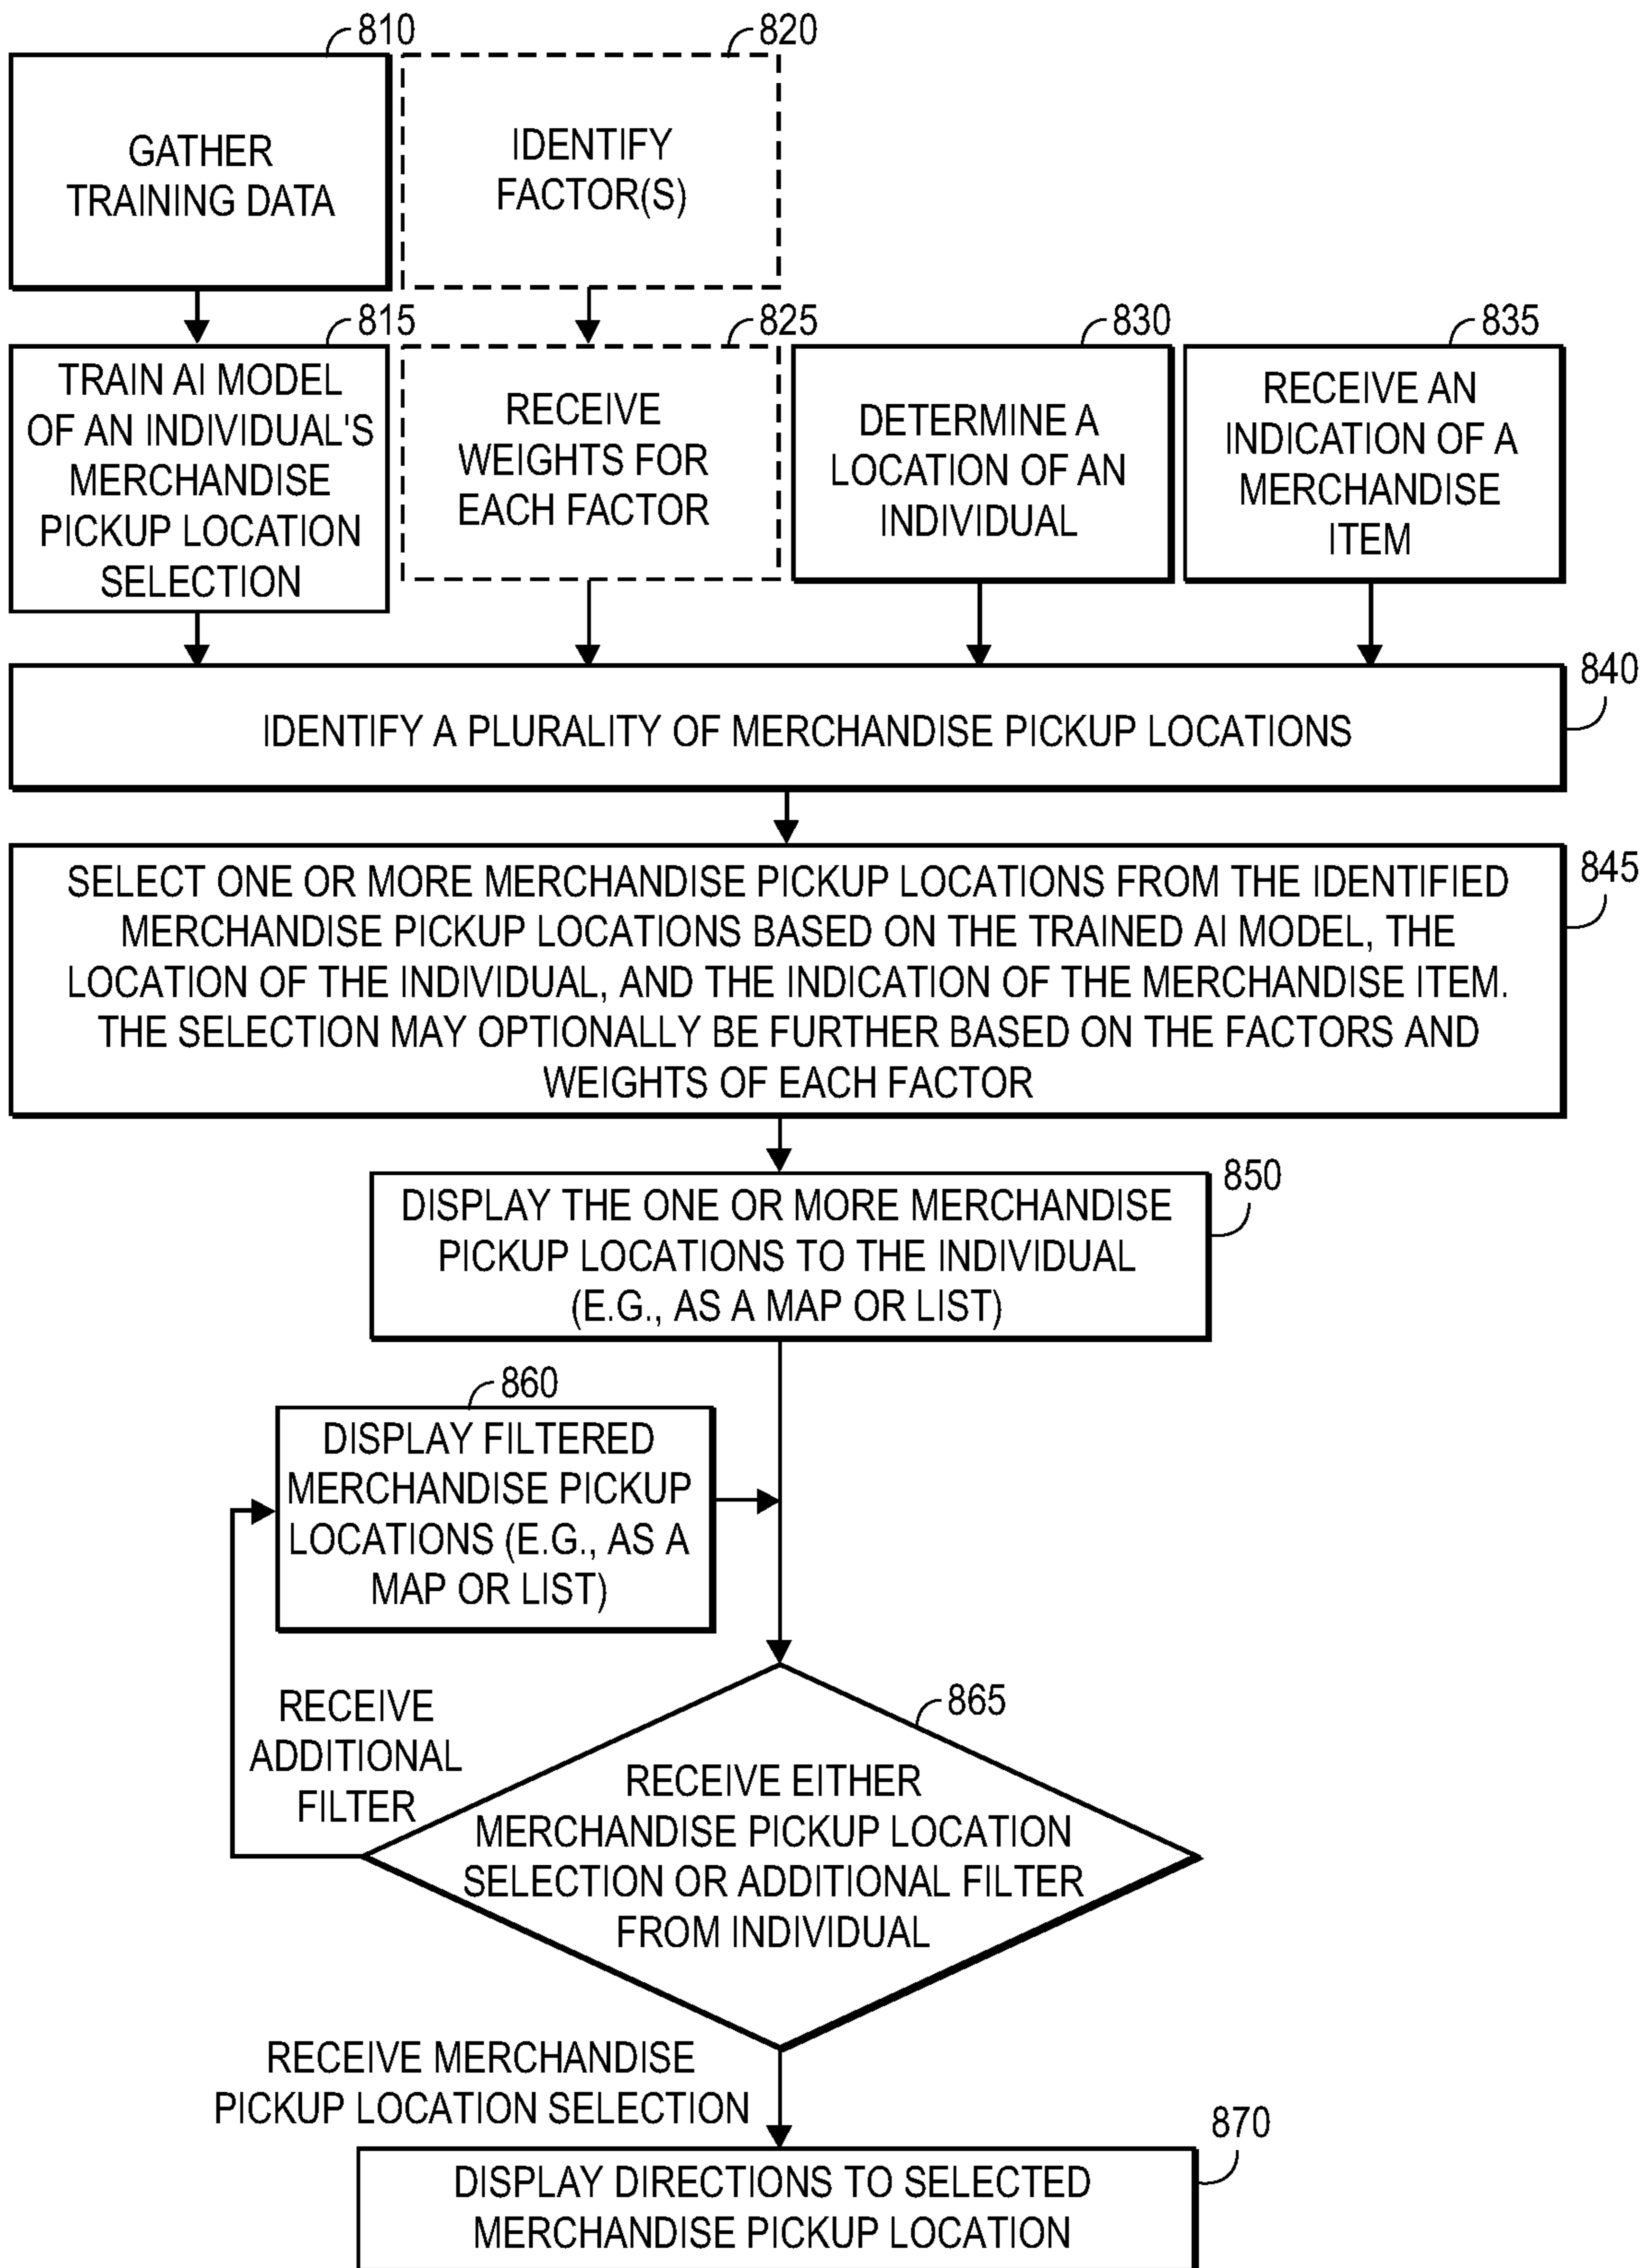 810
820
GATHER
TRAINING DATA
IDENTIFY
FACTOR(S)
815
825
830
835
TRAIN AI MODEL
OF AN INDIVIDUAL'S
MERCHANDISE
PICKUP LOCATION
SELECTION
RECEIVE
WEIGHTS FOR
EACH FACTOR
DETERMINE A
LOCATION OF AN
INDIVIDUAL
RECEIVE AN
INDICATION OF A
MERCHANDISE
ITEM
840
IDENTIFY A PLURALITY OF MERCHANDISE PICKUP LOCATIONS
845
SELECT ONE OR MORE MERCHANDISE PICKUP LOCATIONS FROM THE IDENTIFIED
MERCHANDISE PICKUP LOCATIONS BASED ON THE TRAINED AI MODEL, THE
LOCATION OF THE INDIVIDUAL, AND THE INDICATION OF THE MERCHANDISE ITEM.
THE SELECTION MAY OPTIONALLY BE FURTHER BASED ON THE FACTORS AND
WEIGHTS OF EACH FACTOR
850
DISPLAY THE ONE OR MORE MERCHANDISE
PICKUP LOCATIONS TO THE INDIVIDUAL
(E.G., AS A MAP OR LIST)
860
DISPLAY FILTERED
MERCHANDISE PICKUP
LOCATIONS (E.G., AS A
MAP OR LIST)
RECEIVE
ADDITIONAL
FILTER
865
RECEIVE EITHER
MERCHANDISE PICKUP LOCATION
SELECTION OR ADDITIONAL FILTER
FROM INDIVIDUAL
RECEIVE MERCHANDISE
PICKUP LOCATION SELECTION
870
DISPLAY DIRECTIONS TO SELECTED
MERCHANDISE PICKUP LOCATION